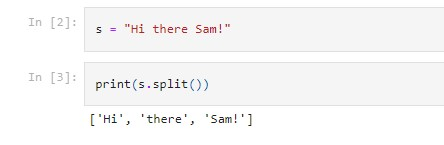 In [2]: s = "Hi there Sam!"
In [3]: print(s.split())
['Hi', 'there', 'Sam!']